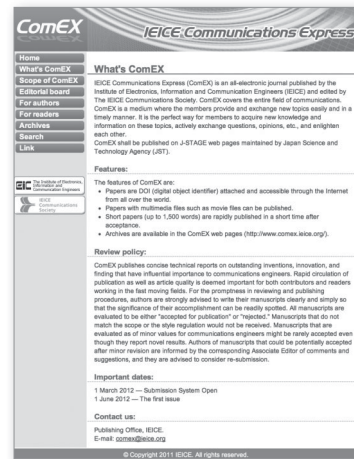 ComEX
IEICE Communications Express
Home
What's ComEX
Scope of ComEX
Editorial board
For authors
For readers
Archives
Search
Link
The Institute of Electronics,
Information and
Communication Engineers
IEICE
Communications
Society
What's ComEX
IEICE Communications Express (ComEX) is an all-electronic journal published by the
Institute of Electronics, Information and Communication Engineers (IEICE) and edited by
The IEICE Communications Society. ComEX covers the entire field of communications.
ComEX is a medium where the members provide and exchange new topics easily and in a
timely manner. It is the perfect way for members to acquire new knowledge and
information on these topics, actively exchange questions, opinions, etc., and enlighten
each other.
ComEX shall be published on J-STAGE web pages maintained by Japan Science and
Technology Agency (JST).
Features:
The features of ComEX are:
• Papers are DOI (digital object identifier) attached and accessible through the Internet
from all over the world.
• Papers with multimedia files such as movie files can be published.
• Short papers (up to 1,500 words) are rapidly published in a short time after
acceptance.
• Archives are available in the ComEX web pages (http://www.comex.ieice.org/).
Review policy:
ComEX publishes concise technical reports on outstanding inventions, innovation, and
finding that have influential importance to communications engineers. Rapid circulation of
publication as well as article quality is deemed important for both contributors and readers
working in the fast moving fields. For the promptness in reviewing and publishing
procedures, authors are strongly advised to write their manuscripts clearly and simply so
that the significance of their accomplishment can be readily spotted. All manuscripts are
evaluated to be either "accepted for publication" or "rejected." Manuscripts that do not
match the scope or the style regulation would not be received. Manuscripts that are
evaluated as of minor values for communications engineers might be rarely accepted even
though they report novel results. Authors of manuscripts that could be potentially accepted
after minor revision are informed by the corresponding Associate Editor of comments and
suggestions, and they are advised to consider re-submission.
Important dates:
1 March 2012 — Submission System Open
1 June 2012 — The first issue
Contact us:
Publishing Office, IEICE.
E-mail: comex@ieice.org
© Copyright 2011 IEICE. All rights reserved.